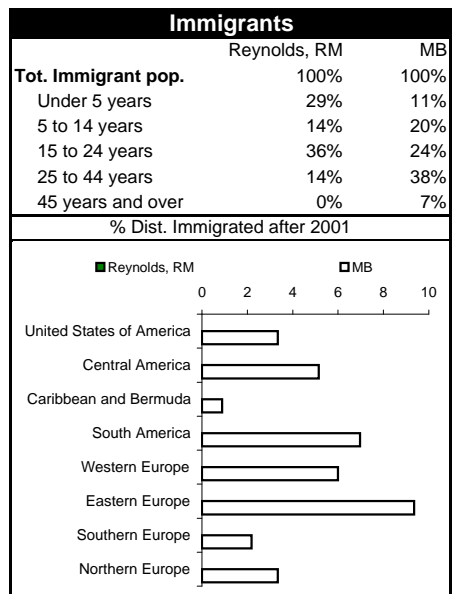 Immigrants
Reynolds, RM MB
Tot. Immigrant pop. 100% 100%
Under 5 years 29% 11%
5 to 14 years 14% 20%
15 to 24 years 36% 24%
25 to 44 years 14% 38%
45 years and over 0% 7%
% Dist. Immigrated after 2001
Reynolds, RM MB
0 2 4 6 8 10
United States of America
Central America
Caribbean and Bermuda
South America
Western Europe
Eastern Europe
Southern Europe
Northern Europe